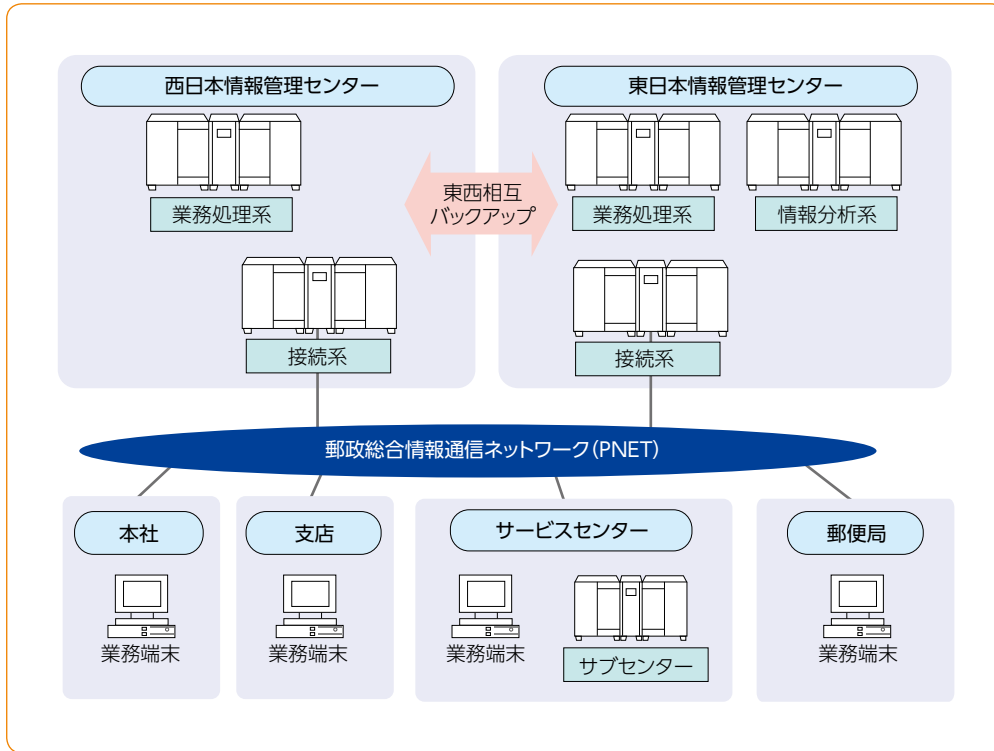 西日本情報管理センター
東日本情報管理センター
業務処理系
東西相互
バックアップ
業務処理系
情報分析系
接続系
接続系
郵政総合情報通信ネットワーク(PNET)
本社
支店
サービスセンター
郵便局
業務端末
業務端末
業務端末
サブセンター
業務端末